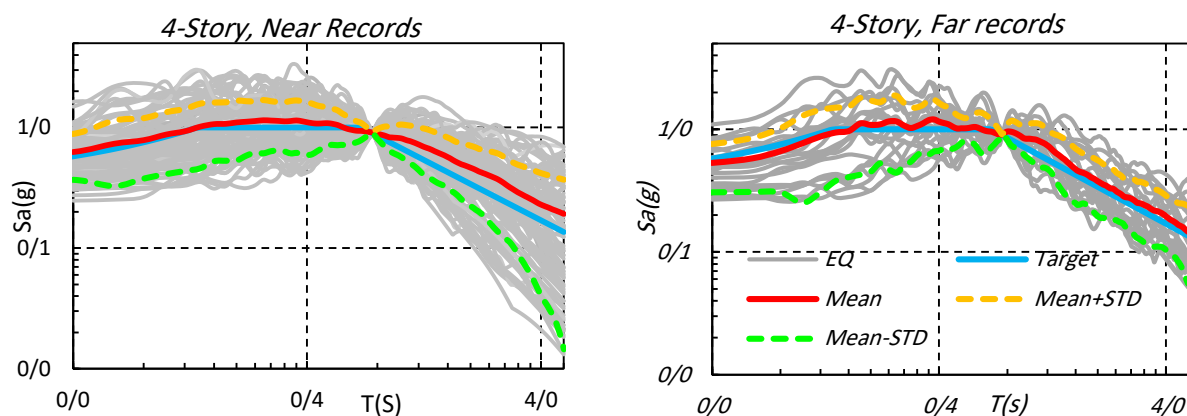 4-Story, Near Records
Sa(g)
1/0
0/1
0/0
0/0
0/4
4/0
T(S)
4-Story, Far records
Sa(g)
1/0
0/1
0/0
EQ
Target
Mean
Mean+STD
Mean-STD
0/0
0/4
4/0
T(s)